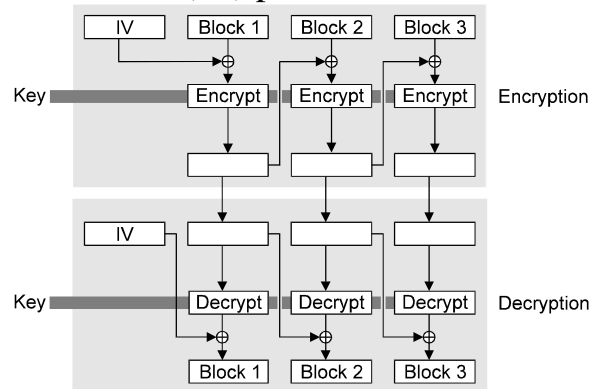 IV Block 1 Block 2 Block 3
Key Encrypt Encrypt Encrypt Encryption
IV
Key Decrypt Decrypt Decrypt Decryption
Block 1 Block 2 Block 3